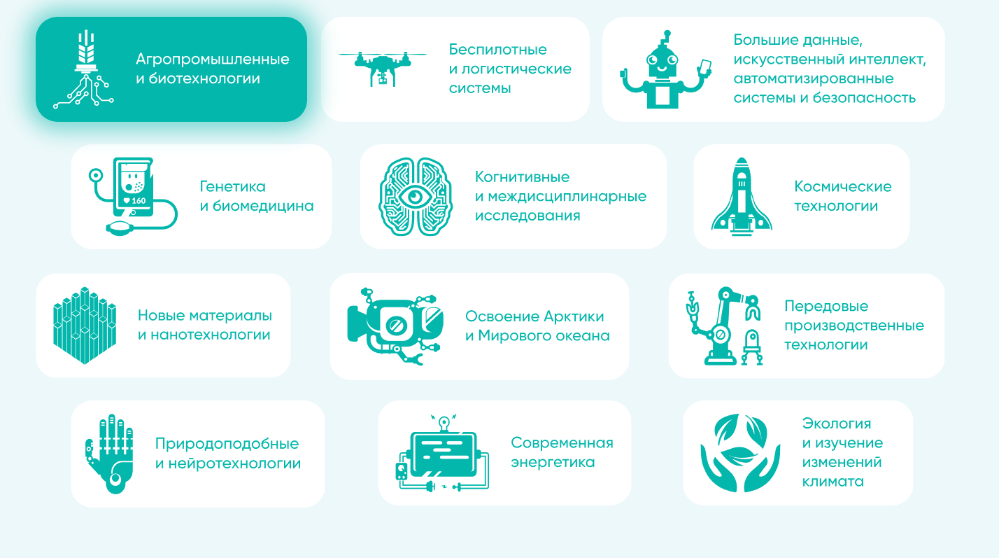 Агропромышленные
и биотехнологии
Беспилотные
и логистические
системы
Большие данные,
искусственный интеллект,
автоматизированные
системы и безопасность
160
Генетика
и биомедицина
Когнитивные
и междисциплинарные
исследования
Космические
технологии
Новые материалы
и нанотехнологии
Освоение Арктики
и Мирового океана
Передовые
производственные
технологии
Природоподобные
и нейротехнологии
Современная
энергетика
Экология
и изучение
изменений
климата